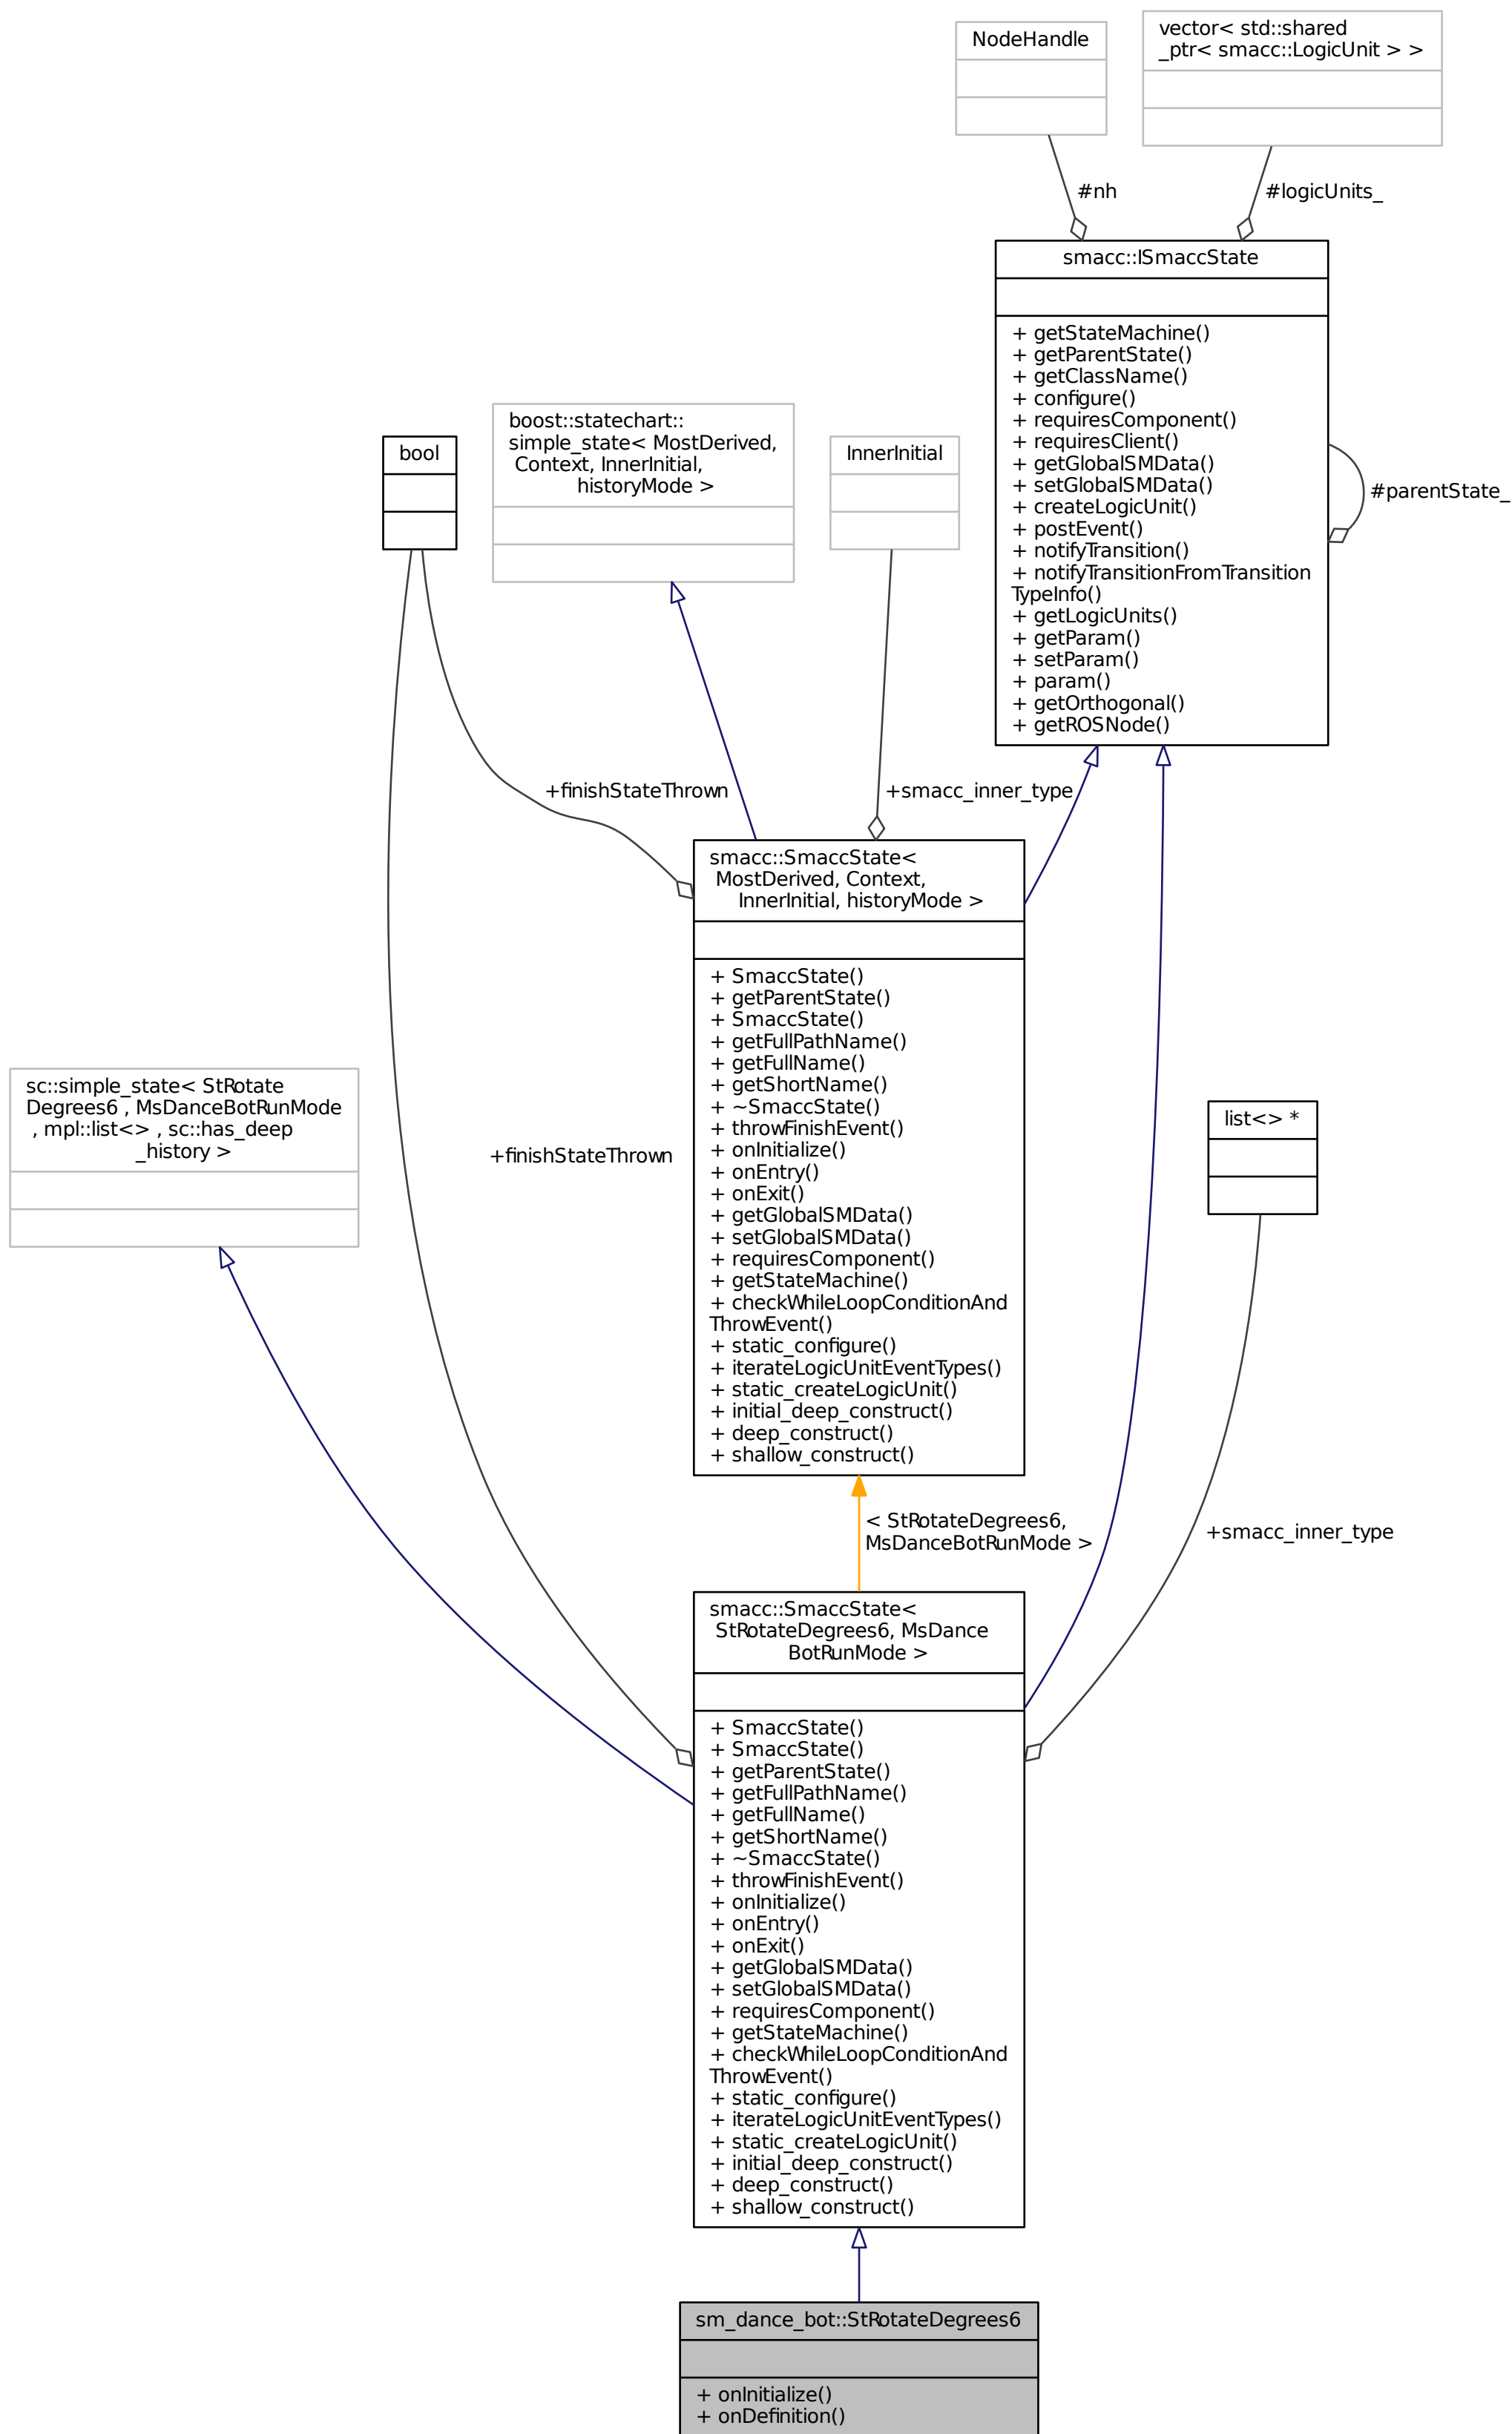 NodeHandle
vector< std::shared
_ptr< smacc::LogicUnit > >
#nh
#logicUnits_
smacc::ISmaccState
+ getStateMachine()
+ getParentState()
+ getClassName()
+ configure()
+ requiresComponent()
+ requiresClient()
+ getGlobalSMData()
+ setGlobalSMData()
+ createLogicUnit()
+ postEvent()
+ notifyTransition()
+ notifyTransitionFromTransition
TypeInfo()
+ getLogicUnits()
+ getParam()
+ setParam()
+ param()
+ getOrthogonal()
+ getROSNode()
#parentState_
bool
boost::statechart::
simple_state< MostDerived,
Context, InnerInitial,
historyMode >
InnerInitial
+finishStateThrown
+smacc_inner_type
smacc::SmaccState<
MostDerived, Context,
InnerInitial, historyMode >
+ SmaccState()
+ getParentState()
+ SmaccState()
+ getFullPathName()
+ getFullName()
+ getShortName()
+ ~SmaccState()
+ throwFinishEvent()
+ onInitialize()
+ onEntry()
+ onExit()
+ getGlobalSMData()
+ setGlobalSMData()
+ requiresComponent()
+ getStateMachine()
+ checkWhileLoopConditionAnd
ThrowEvent()
+ static_configure()
+ iterateLogicUnitEventTypes()
+ static_createLogicUnit()
+ initial_deep_construct()
+ deep_construct()
+ shallow_construct()
sc::simple_state< StRotate
Degrees6 , MsDanceBotRunMode
, mpl::list<> , sc::has_deep
_history >
+finishStateThrown
list<> *
< StRotateDegrees6,
MsDanceBotRunMode >
+smacc_inner_type
smacc::SmaccState<
StRotateDegrees6, MsDance
BotRunMode >
+ SmaccState()
+ SmaccState()
+ getParentState()
+ getFullPathName()
+ getFullName()
+ getShortName()
+ ~SmaccState()
+ throwFinishEvent()
+ onInitialize()
+ onEntry()
+ onExit()
+ getGlobalSMData()
+ setGlobalSMData()
+ requiresComponent()
+ getStateMachine()
+ checkWhileLoopConditionAnd
ThrowEvent()
+ static_configure()
+ iterateLogicUnitEventTypes()
+ static_createLogicUnit()
+ initial_deep_construct()
+ deep_construct()
+ shallow_construct()
sm_dance_bot::StRotateDegrees6
+ onInitialize()
+ onDefinition()